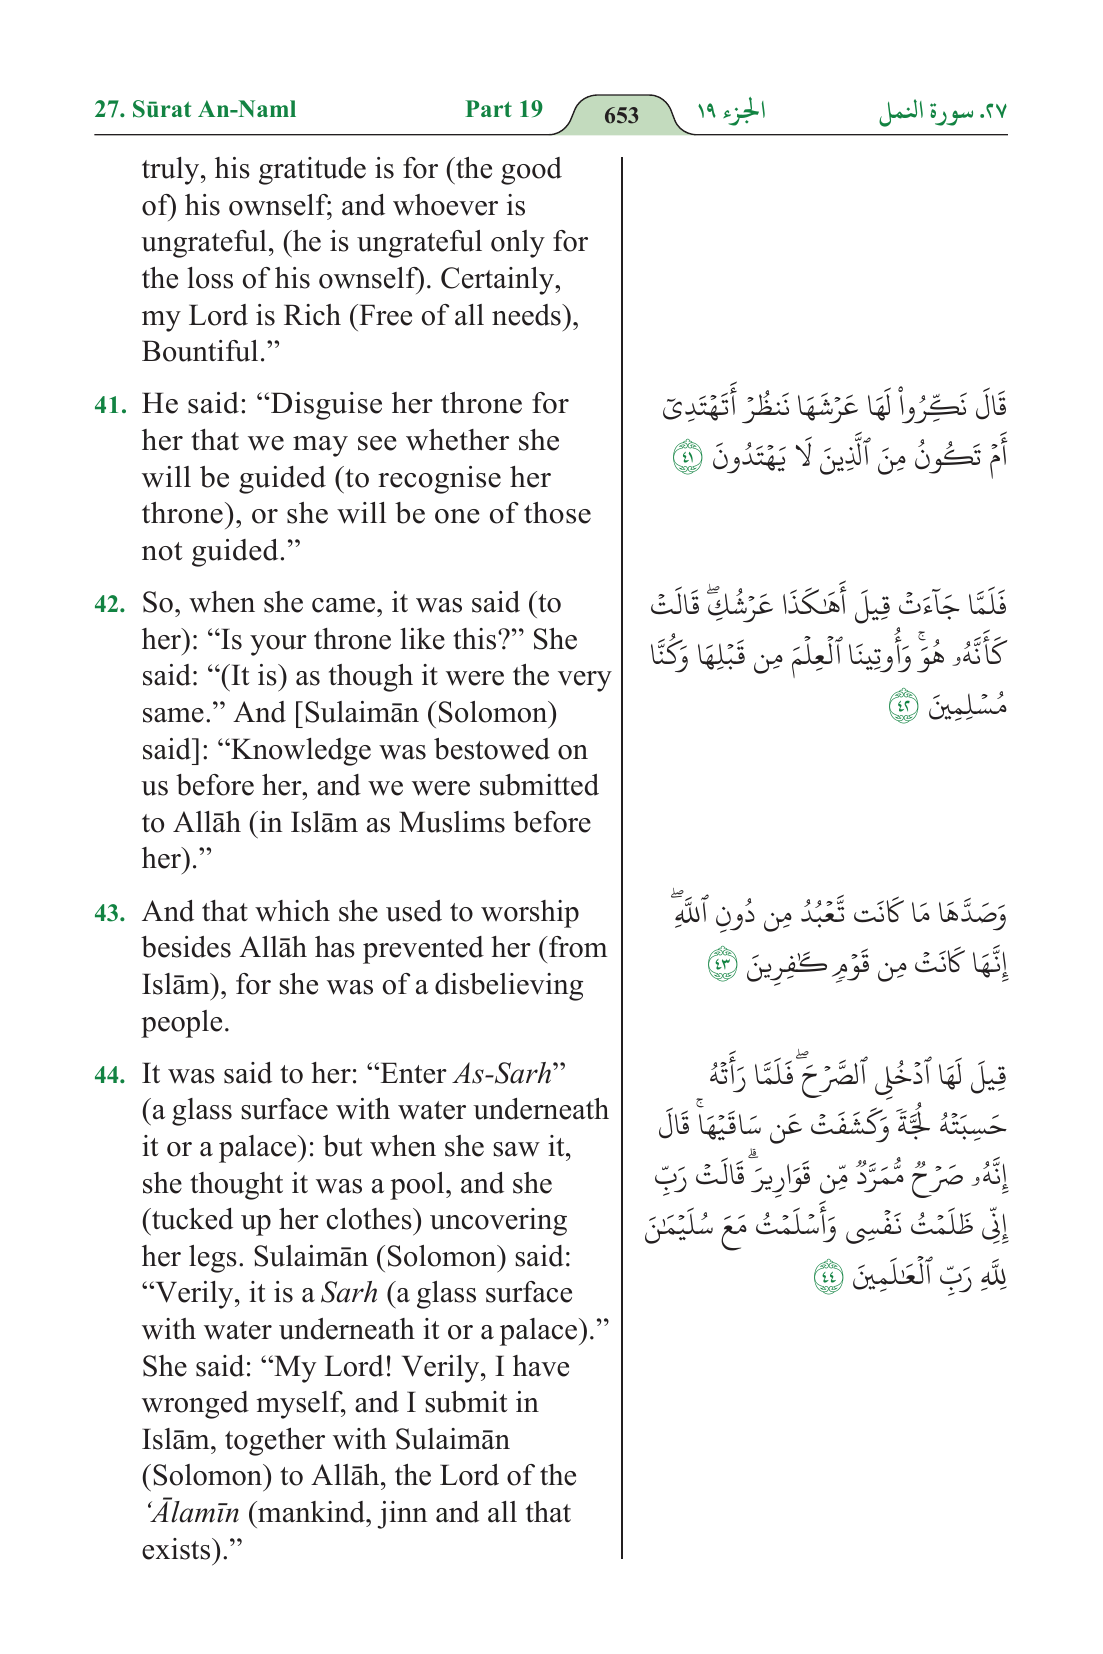 27. Sūrat An-Naml
Part 19
653
الجزء ١٩
٢٧. سورة النمل
truly, his gratitude is for (the good
of) his ownself; and whoever is
ungrateful, (he is ungrateful only for
the loss of his ownself). Certainly,
my Lord is Rich (Free of all needs),
Bountiful.”
41. He said: “Disguise her throne for
her that we may see whether she
will be guided (to recognise her
throne), or she will be one of those
not guided.”
42. So, when she came, it was said (to
her): “Is your throne like this?” She
said: “(It is) as though it were the very
same.” And [Sulaimān (Solomon)
said]: “Knowledge was bestowed on
us before her, and we were submitted
to Allāh (in Islām as Muslims before
her).”
43. And that which she used to worship
besides Allāh has prevented her (from
Islām), for she was of a disbelieving
people.
44. It was said to her: “Enter As-Sarh”
(a glass surface with water underneath
it or a palace): but when she saw it,
she thought it was a pool, and she
(tucked up her clothes) uncovering
her legs. Sulaimān (Solomon) said:
“Verily, it is a Sarh (a glass surface
with water underneath it or a palace).”
She said: “My Lord! Verily, I have
wronged myself, and I submit in
Islām, together with Sulaimān
(Solomon) to Allāh, the Lord of the
‘Ālamīn (mankind, jinn and all that
exists).”
قَالَ نَكِّرُواْ لَهَا عَرۡشَهَا نَنظُرۡ أَتَهۡتَدِيٓ
أَمۡ تَكُونُ مِنَ ٱلَّذِينَ لَا يَهۡتَدُونَ ٤١
فَلَمَّا جَآءَتۡ قِيلَ أَهَٰكَذَا عَرۡشُكِۖ قَالَتۡ
كَأَنَّهُۥ هُوَۚ وَأُوتِينَا ٱلۡعِلۡمَ مِن قَبۡلِهَا وَكُنَّا
مُسۡلِمِينَ ٤٢
وَصَدَّهَا مَا كَانَت تَّعۡبُدُ مِن دُونِ ٱللَّهِۖ
إِنَّهَا كَانَتۡ مِن قَوۡمٖ كَٰفِرِينَ ٤٣
قِيلَ لَهَا ٱدۡخُلِي ٱلصَّرۡحَۖ فَلَمَّا رَأَتۡهُ
حَسِبَتۡهُ لُجَّةٗ وَكَشَفَتۡ عَن سَاقَيۡهَاۚ قَالَ
إِنَّهُۥ صَرۡحٞ مُّمَرَّدٞ مِّن قَوَارِيرَۗ قَالَتۡ رَبِّ
إِنِّي ظَلَمۡتُ نَفۡسِي وَأَسۡلَمۡتُ مَعَ سُلَيۡمَٰنَ
لِلَّهِ رَبِّ ٱلۡعَٰلَمِينَ ٤٤